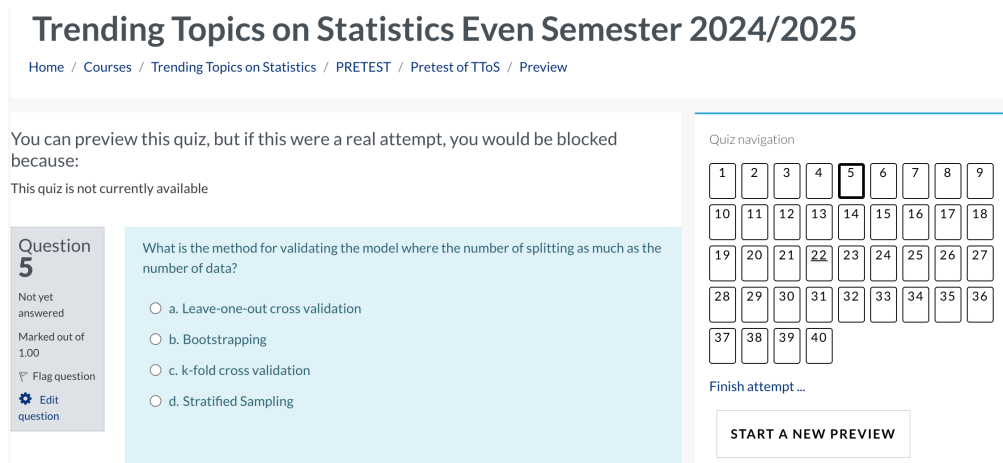 Trending Topics on Statistics Even Semester 2024/2025
Home / Courses / Trending Topics on Statistics / PRETEST / Pretest of TToS / Preview
You can preview this quiz, but if this were a real attempt, you would be blocked
because:
This quiz is not currently available
Question
5
Not yet
answered
Marked out of
1.00
Flag question
Edit
question
What is the method for validating the model where the number of splitting as much as the
number of data?
a. Leave-one-out cross validation
b. Bootstrapping
c. k-fold cross validation
d. Stratified Sampling
Quiz navigation
1 2 3 4 5 6 7 8 9
10 11 12 13 14 15 16 17 18
19 20 21 22 23 24 25 26 27
28 29 30 31 32 33 34 35 36
37 38 39 40
Finish attempt ...
START A NEW PREVIEW